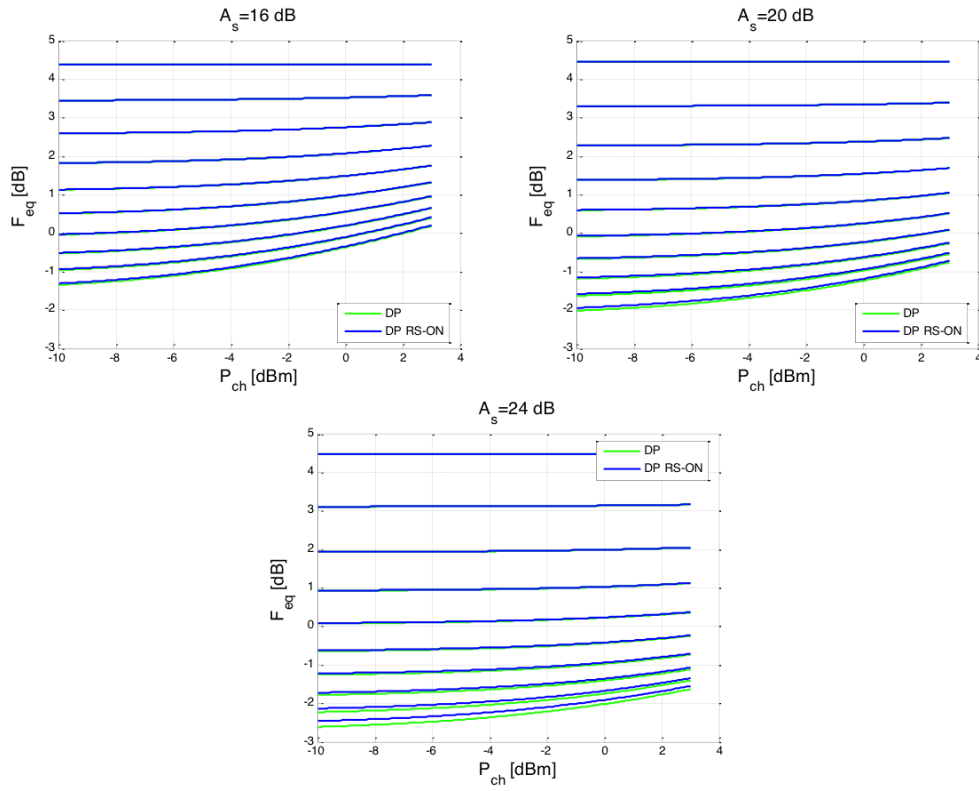 A_s=16 dB
5
4
3
2
1
0
-1
-2
-3
F_eq [dB]
-10 -8 -6 -4 -2 0 2 4
P_ch [dBm]
DP
DP RS-ON
A_s=20 dB
5
4
3
2
1
0
-1
-2
-3
F_eq [dB]
-10 -8 -6 -4 -2 0 2 4
P_ch [dBm]
DP
DP RS-ON
A_s=24 dB
5
4
3
2
1
0
-1
-2
-3
F_eq [dB]
-10 -8 -6 -4 -2 0 2 4
P_ch [dBm]
DP
DP RS-ON